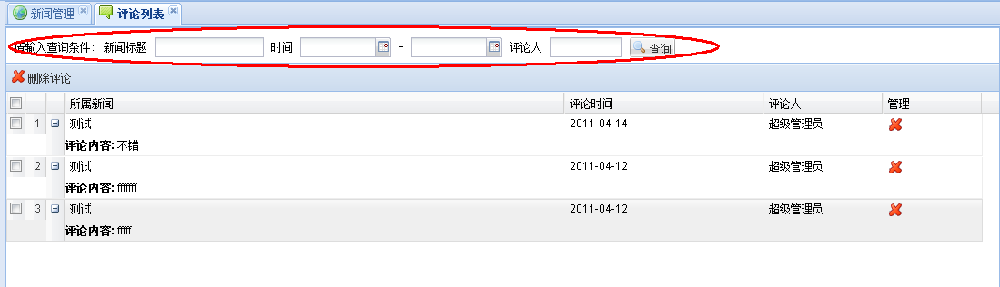 新闻管理 评论列表
请输入查询条件: 新闻标题 时间 - 评论人 查询
删除评论
所属新闻 评论时间 评论人 管理
1 测试 2011-04-14 超级管理员
评论内容: 不错
2 测试 2011-04-12 超级管理员
评论内容: fffffff
3 测试 2011-04-12 超级管理员
评论内容: fffff